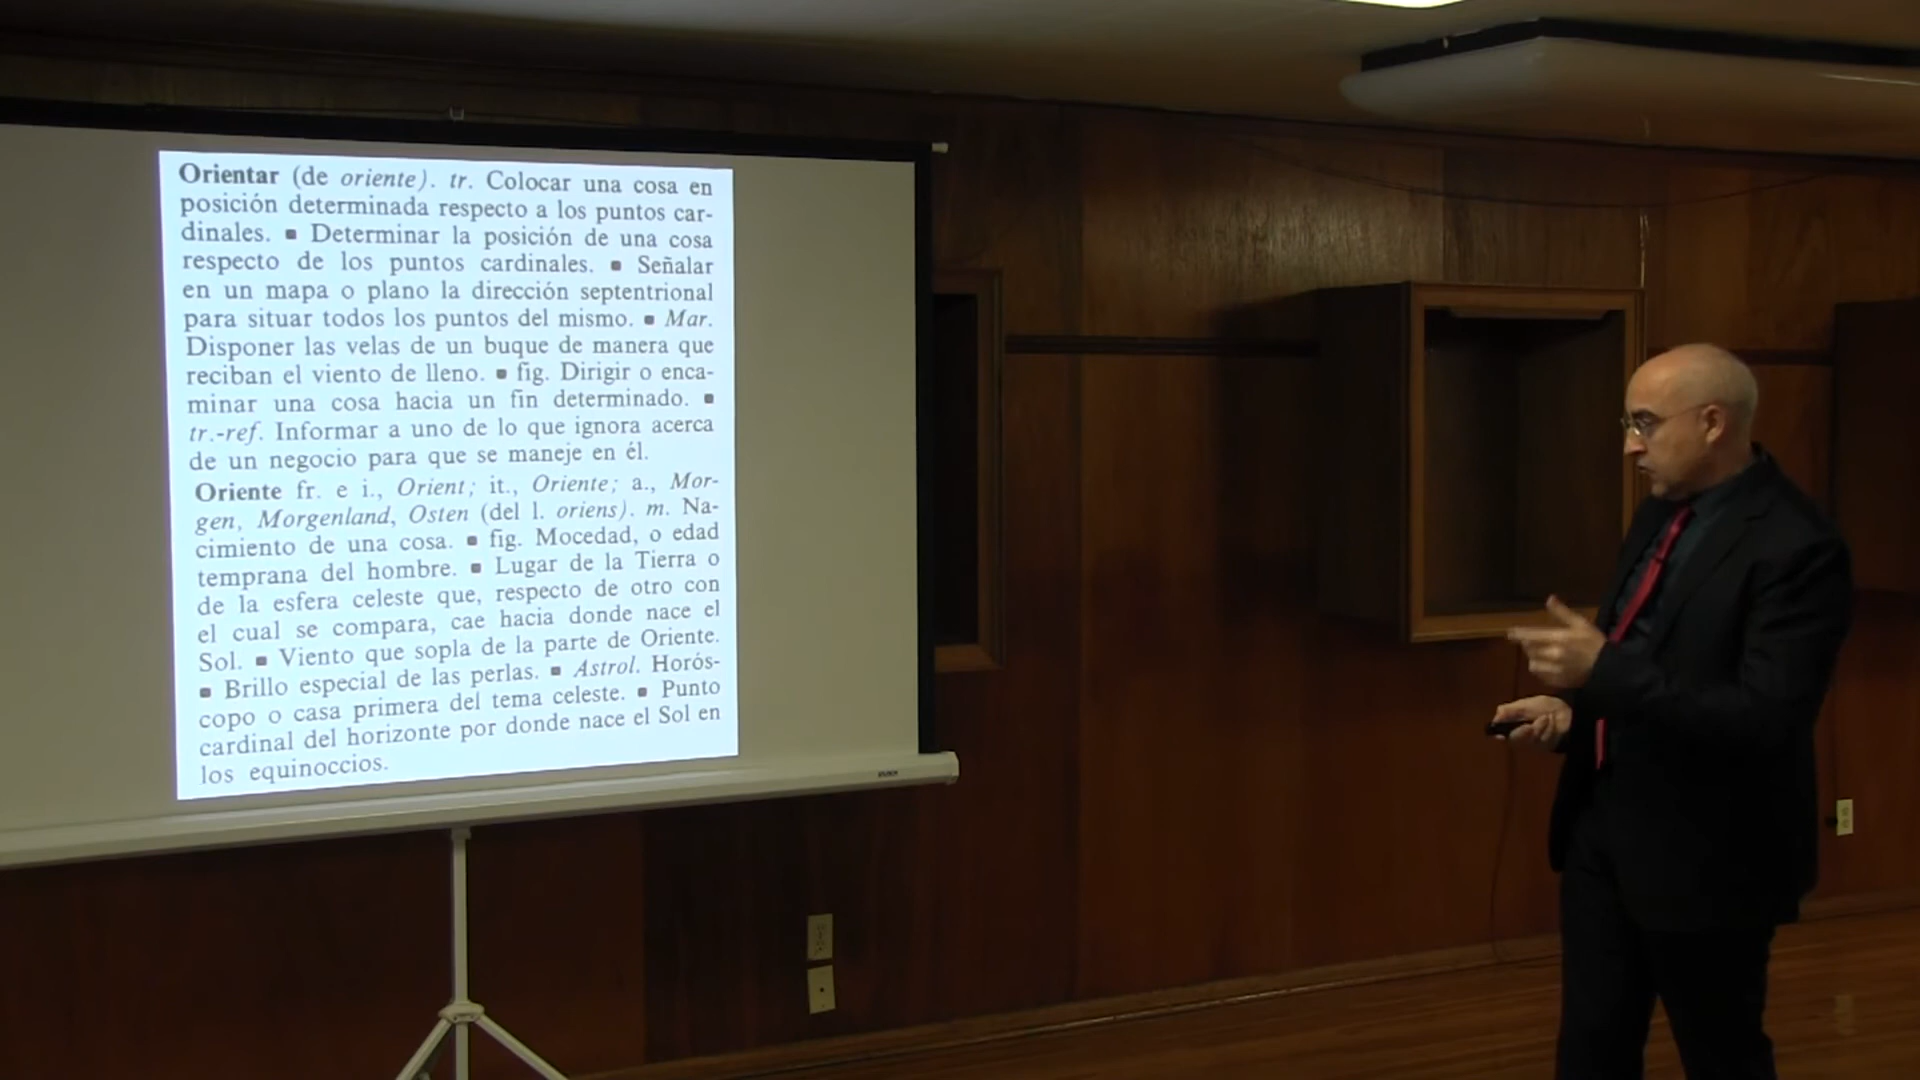 Orientar (de oriente). tr. Colocar una cosa en
posición determinada respecto a los puntos car-
dinales. ▪ Determinar la posición de una cosa
respecto de los puntos cardinales. ▪ Señalar
en un mapa o plano la dirección septentrional
para situar todos los puntos del mismo. ▪ Mar.
Disponer las velas de un buque de manera que
reciban el viento de lleno. ▪ fig. Dirigir o enca-
minar una cosa hacia un fin determinado. ▪
tr.-ref. Informar a uno de lo que ignora acerca
de un negocio para que se maneje en él.
Oriente fr. e i., Orient; it., Oriente; a., Mor-
gen, Morgenland, Osten (del l. oriens). m. Na-
cimiento de una cosa. ▪ fig. Mocedad, o edad
temprana del hombre. ▪ Lugar de la Tierra o
de la esfera celeste que, respecto de otro con
el cual se compara, cae hacia donde nace el
Sol. ▪ Viento que sopla de la parte de Oriente.
▪ Brillo especial de las perlas. ▪ Astrol. Horós-
copo o casa primera del tema celeste. ▪ Punto
cardinal del horizonte por donde nace el Sol en
los equinoccios.